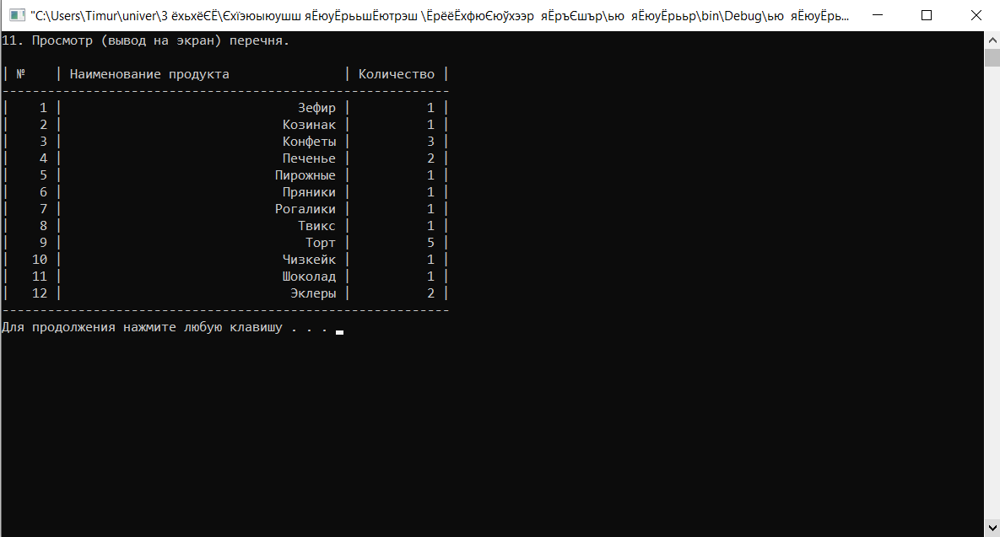 "C:\Users\Timur\univer\3 ёхьхёЄЁ\Єхїэюыюушш яЁюуЁрьшЁютрэш \ЁрёёЁхфюЄюўхээр  яЁръЄшър\ью  яЁюуЁрььр\bin\Debug\ью  яЁюуЁрь...
11. Просмотр (вывод на экран) перечня.
| № | Наименование продукта | Количество |
-----------------------------------------------------------
| 1 | Зефир | 1 |
| 2 | Козинак | 1 |
| 3 | Конфеты | 3 |
| 4 | Печенье | 2 |
| 5 | Пирожные | 1 |
| 6 | Пряники | 1 |
| 7 | Рогалики | 1 |
| 8 | Твикс | 1 |
| 9 | Торт | 5 |
| 10 | Чизкейк | 1 |
| 11 | Шоколад | 1 |
| 12 | Эклеры | 2 |
-----------------------------------------------------------
Для продолжения нажмите любую клавишу . . .